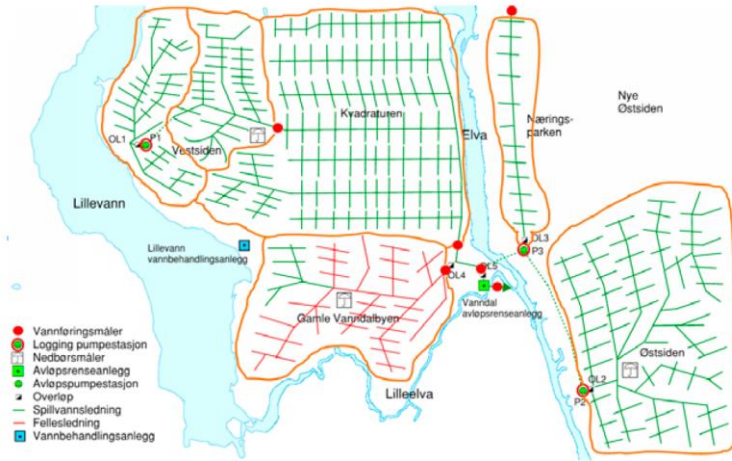 Nye
Østsiden
Kvadraturen
Nærings-
parken
Elva
OL1
P1
Vestsiden
Lillevann
OL3
P3
Lillevann
vannbehandlingsanlegg
OL5
OL4
Vanndal
avløpsrenseanlegg
Gamle Vanndalbyen
Østsiden
OL2
P2
Lilleelva
Vannføringsmåler
Logging pumpestasjon
Nedbørsmåler
Avløpsrenseanlegg
Avløpspumpestasjon
Overløp
Spillvannsledning
Fellesledning
Vannbehandlingsanlegg